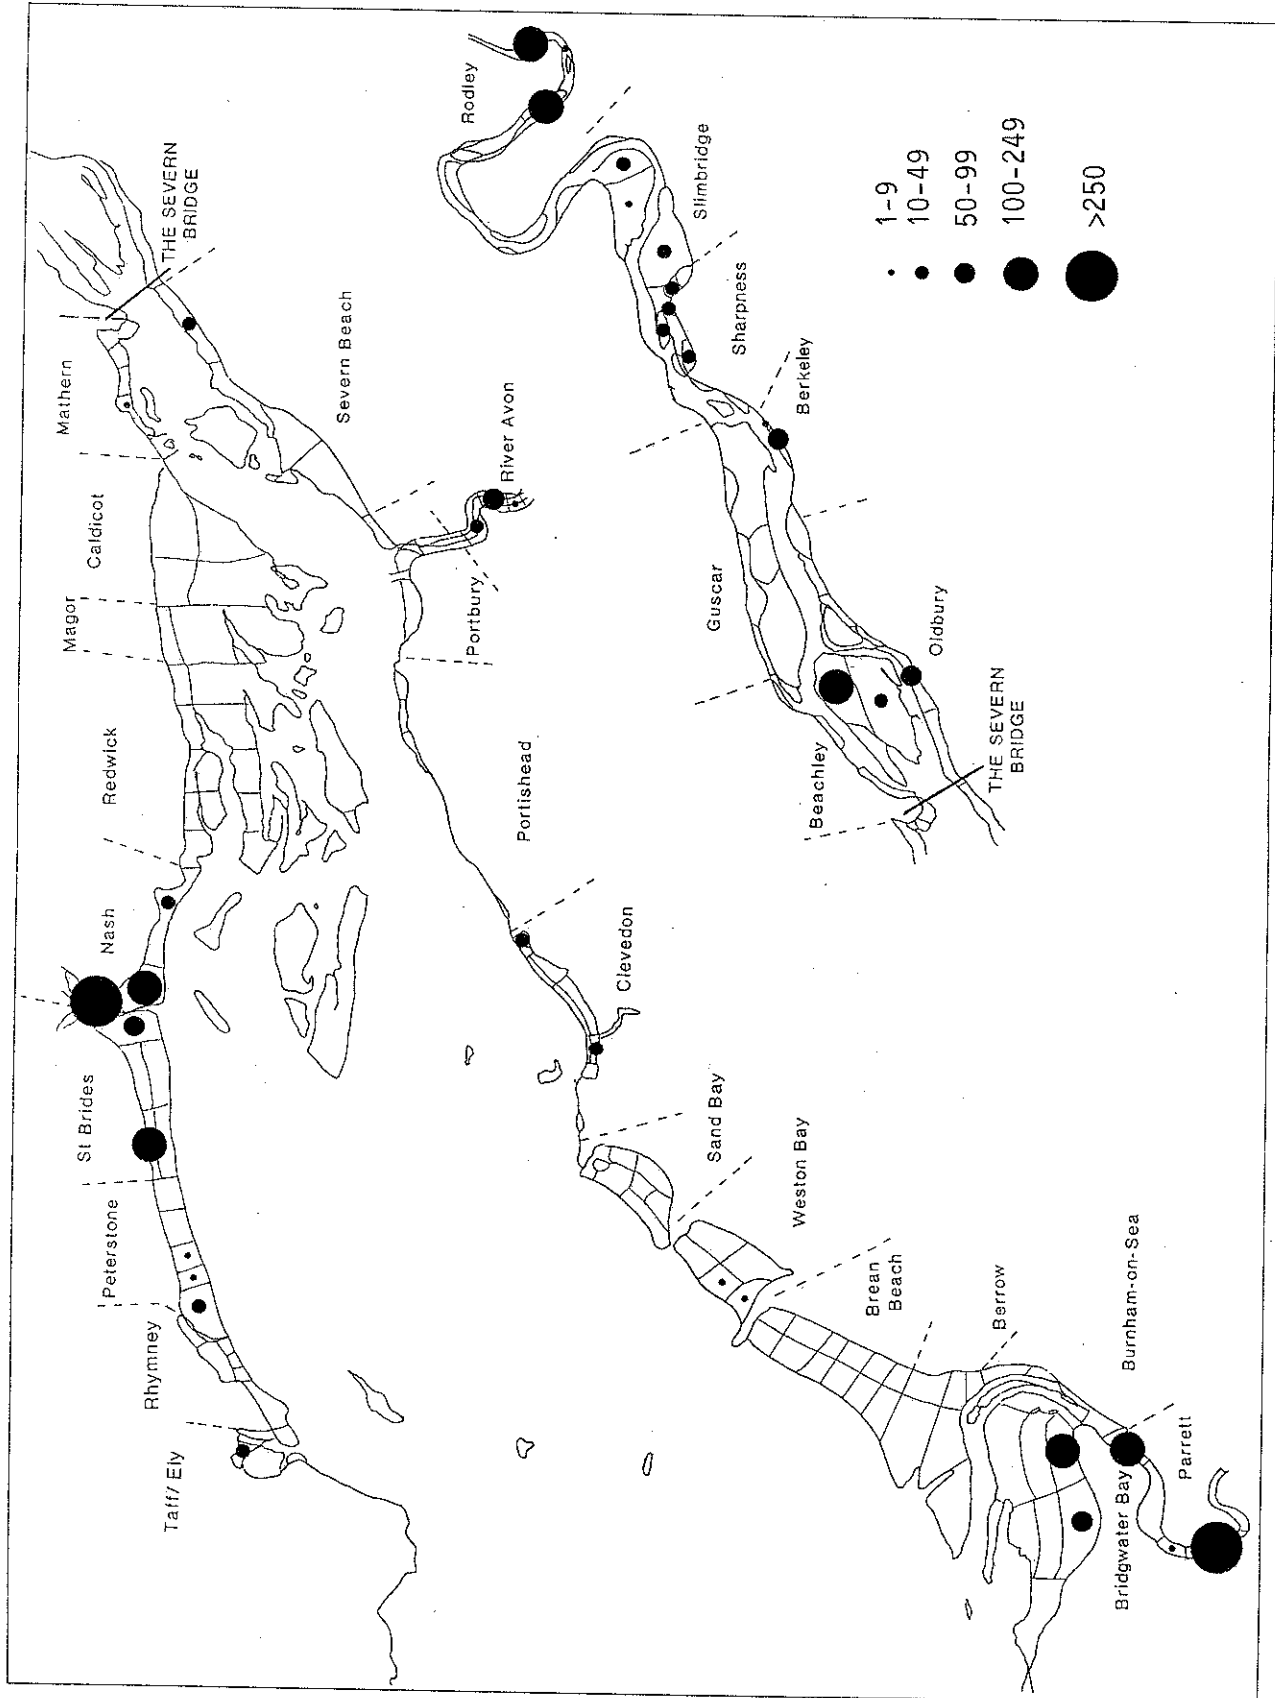 Taff/ Ely
Rhymney
Peterstone
St Brides
Nash
Redwick
Magor
Caldicot
Mathern
THE SEVERN
BRIDGE
Severn Beach
River Avon
Portbury
Portishead
Clevedon
Sand Bay
Weston Bay
Brean
Beach
Berrow
Burnham-on-Sea
Parrett
Bridgwater Bay
Rodley
Slimbridge
Sharpness
Berkeley
Guscar
Oldbury
Beachley
THE SEVERN
BRIDGE
1-9
10-49
50-99
100-249
>250